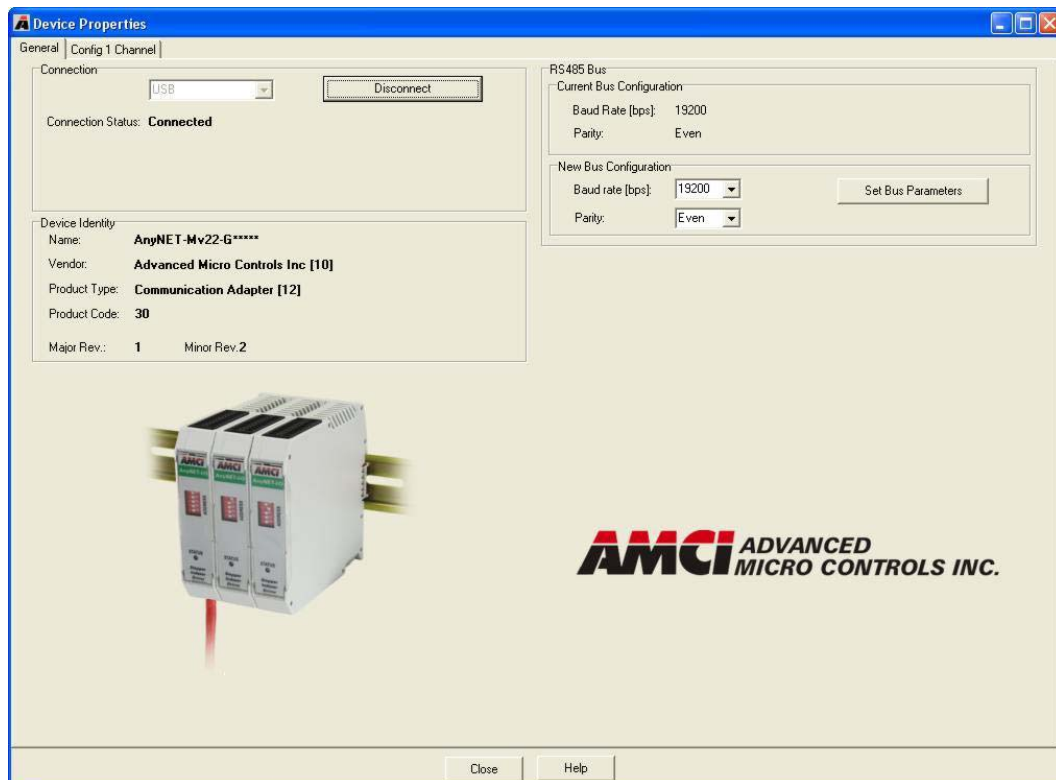 Device Properties
General
Config 1 Channel
Connection
USB
Disconnect
Connection Status: Connected
Device Identity
Name: AnyNET-Mv22-G*****
Vendor: Advanced Micro Controls Inc [10]
Product Type: Communication Adapter [12]
Product Code: 30
Major Rev.: 1 Minor Rev.2
RS485 Bus
Current Bus Configuration
Baud Rate [bps]: 19200
Parity: Even
New Bus Configuration
Baud rate [bps]: 19200
Set Bus Parameters
Parity: Even
AMCI
AMCI
AMCI
STATUS
STATUS
STATUS
AMCI ADVANCED
MICRO CONTROLS INC.
Close
Help